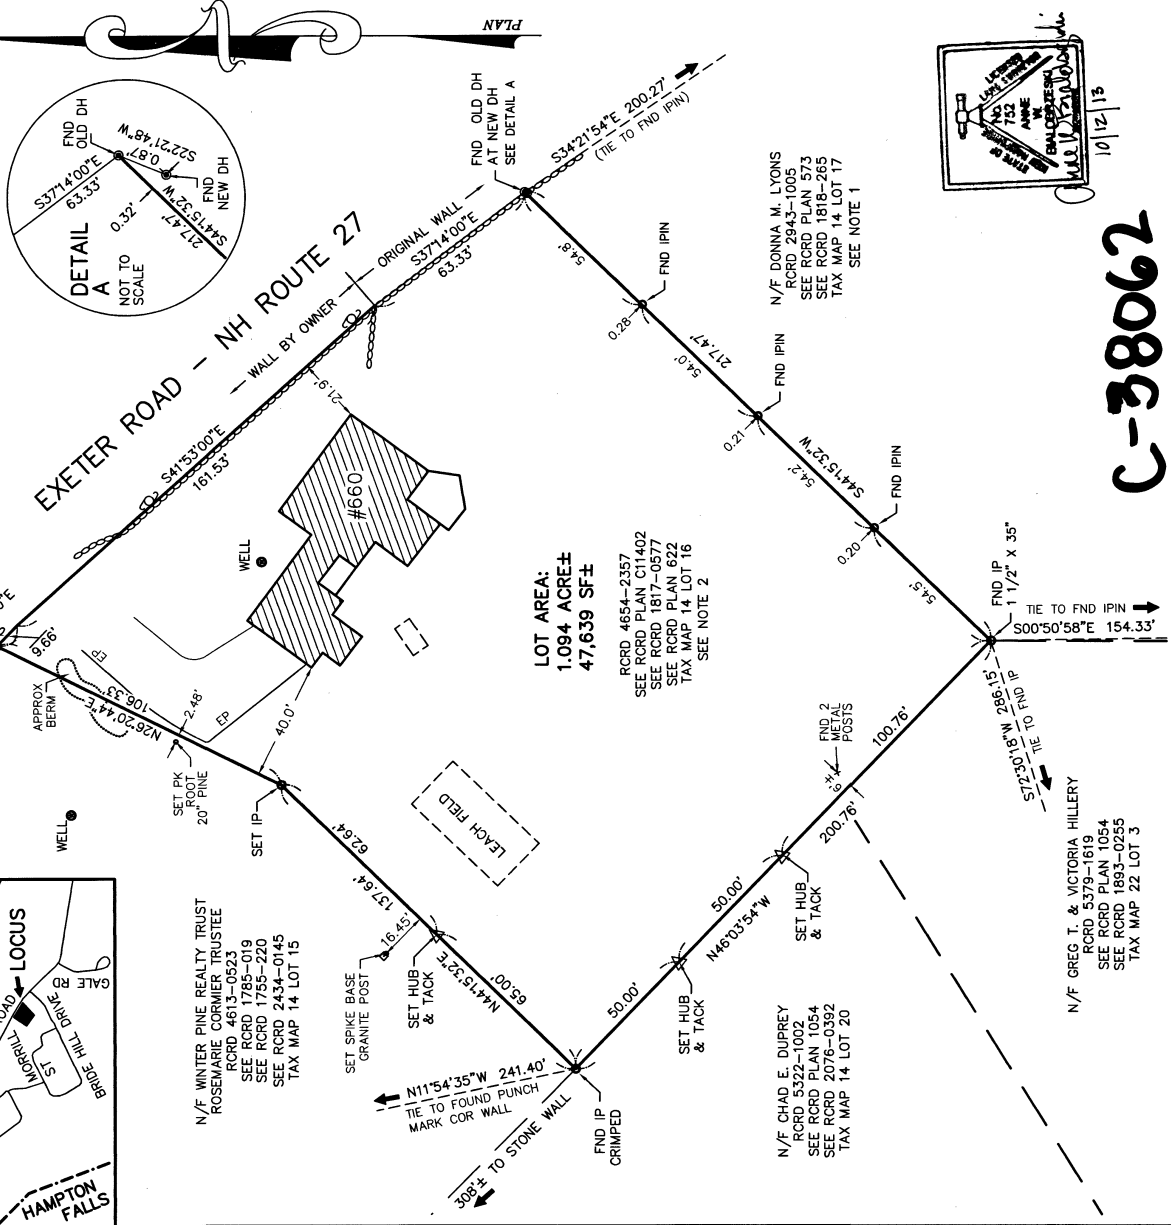 PLAN
DETAIL
A
NOT TO
SCALE
S37°14'00"E
63.33'
FND
OLD DH
0.87'
S22°21'48"W
0.32'
S44°15'32"W
217.47'
FND
NEW DH
EXETER ROAD - NH ROUTE 27
WALL BY OWNER
ORIGINAL WALL
S37°14'00"E
63.33'
FND OLD DH
AT NEW DH
SEE DETAIL A
S34°21'54"E 200.27'
(TIE TO FND IPIN)
STATE OF
NEW HAMPSHIRE
NO.
752
ANNE
W.
BIALOBRZESKI
LICENSED
LAND SURVEYOR
10/12/13
C-38062
N/F DONNA M. LYONS
RCRD 2943-1005
SEE RCRD PLAN 573
SEE RCRD 1818-265
TAX MAP 14 LOT 17
SEE NOTE 1
54.8'
FND IPIN
0.28
217.47'
54.0'
FND IPIN
0.21
S44°15'32"W
54.2'
FND IPIN
0.20
54.5'
FND IP
1 1/2" X 35"
TIE TO FND IPIN
S00°50'58"E 154.33'
S41°53'00"E
161.53'
21.9'
#660
WELL
LOT AREA:
1.094 ACRE±
47,639 SF±
RCRD 4654-2357
SEE RCRD PLAN C11402
SEE RCRD 1817-0577
SEE RCRD PLAN 622
TAX MAP 14 LOT 16
SEE NOTE 2
9.66'
EP
APPROX
BERM
N26°20'44"E
106.33'
2.48'
EP
40.0'
SET PK
ROOT
20" PINE
SET IP
WELL
LEACH FIELD
62.64'
137.64'
16.45'
SET SPIKE BASE
GRANITE POST
SET HUB
& TACK
N44°15'32"E
65.00'
N/F WINTER PINE REALTY TRUST
ROSEMARIE CORMIER TRUSTEE
RCRD 4613-0523
SEE RCRD 1785-019
SEE RCRD 1755-220
SEE RCRD 2434-0145
TAX MAP 14 LOT 15
N11°54'35"W 241.40'
TIE TO FOUND PUNCH
MARK COR WALL
308'± TO STONE WALL
FND IP
CRIMPED
50.00'
SET HUB
& TACK
50.00'
N46°03'54"W
SET HUB
& TACK
200.76'
FND 2
METAL
POSTS
100.76'
S72°30'18"W 286.15'
TIE TO FND IP
N/F CHAD E. DUPREY
RCRD 5322-1002
SEE RCRD PLAN 1054
SEE RCRD 2076-0392
TAX MAP 14 LOT 20
N/F GREG T. & VICTORIA HILLERY
RCRD 5379-1619
SEE RCRD PLAN 1054
SEE RCRD 1893-0255
TAX MAP 22 LOT 3
LOCUS
GALE RD
MORRILL
ST
BRIDE HILL DRIVE
HAMPTON
FALLS